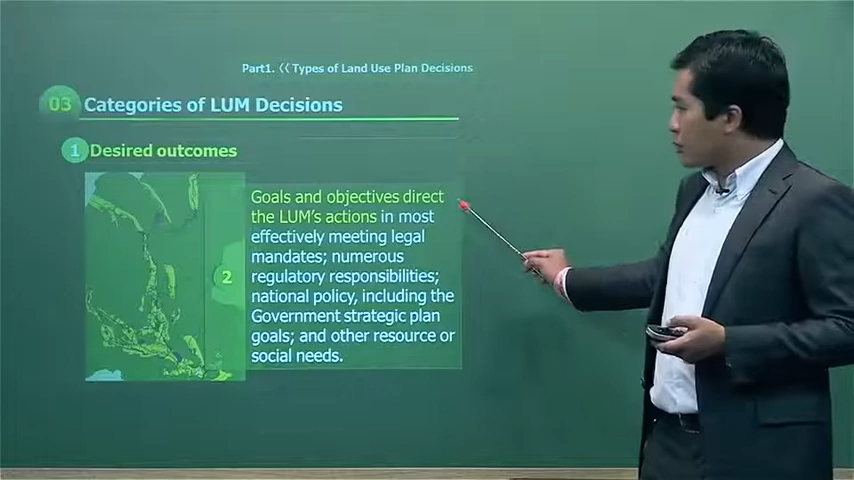 Part1. 《 Types of Land Use Plan Decisions
03 Categories of LUM Decisions
1 Desired outcomes
2
Goals and objectives direct
the LUM's actions in most
effectively meeting legal
mandates; numerous
regulatory responsibilities;
national policy, including the
Government strategic plan
goals; and other resource or
social needs.